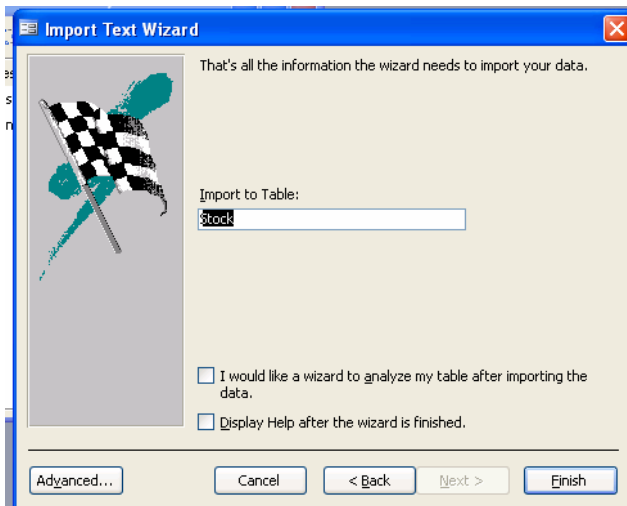 Import Text Wizard
That's all the information the wizard needs to import your data.
Import to Table:
Stock
I would like a wizard to analyze my table after importing the
data.
Display Help after the wizard is finished.
Advanced...
Cancel
< Back
Next >
Finish